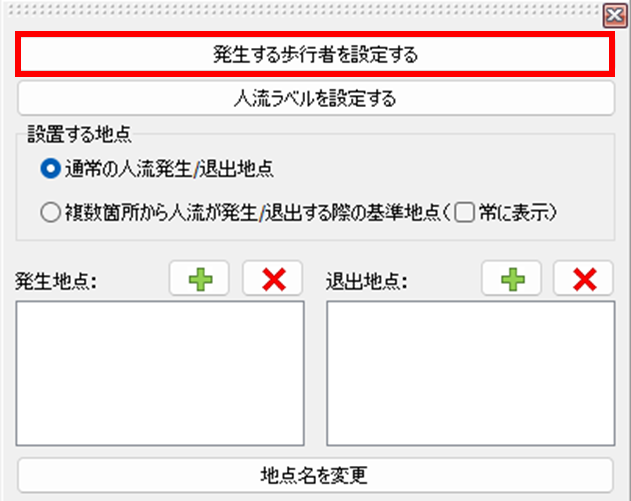 発生する歩行者を設定する
人流ラベルを設定する
設置する地点
通常の人流発生/退出地点
複数箇所から人流が発生/退出する際の基準地点(常に表示)
発生地点: 退出地点:
地点名を変更